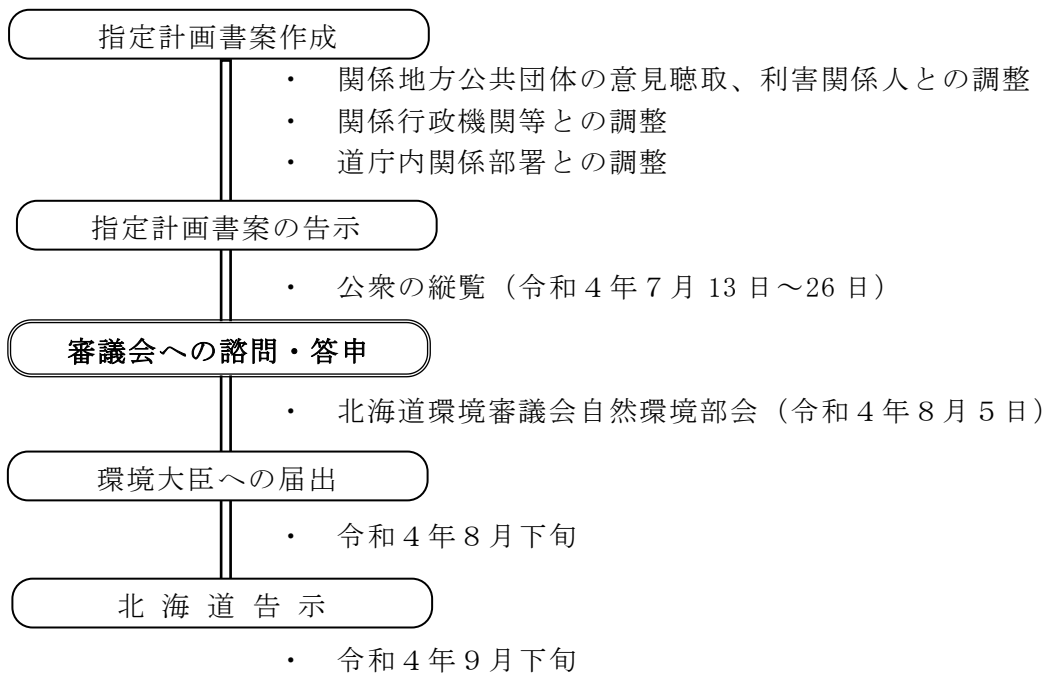 指定計画書案作成
・ 関係地方公共団体の意見聴取、利害関係人との調整
・ 関係行政機関等との調整
・ 道庁内関係部署との調整
指定計画書案の告示
・ 公衆の縦覧（令和４年７月 13 日～26 日）
審議会への諮問・答申
・ 北海道環境審議会自然環境部会（令和４年８月５日）
環境大臣への届出
・ 令和４年８月下旬
北 海 道 告 示
・ 令和４年９月下旬